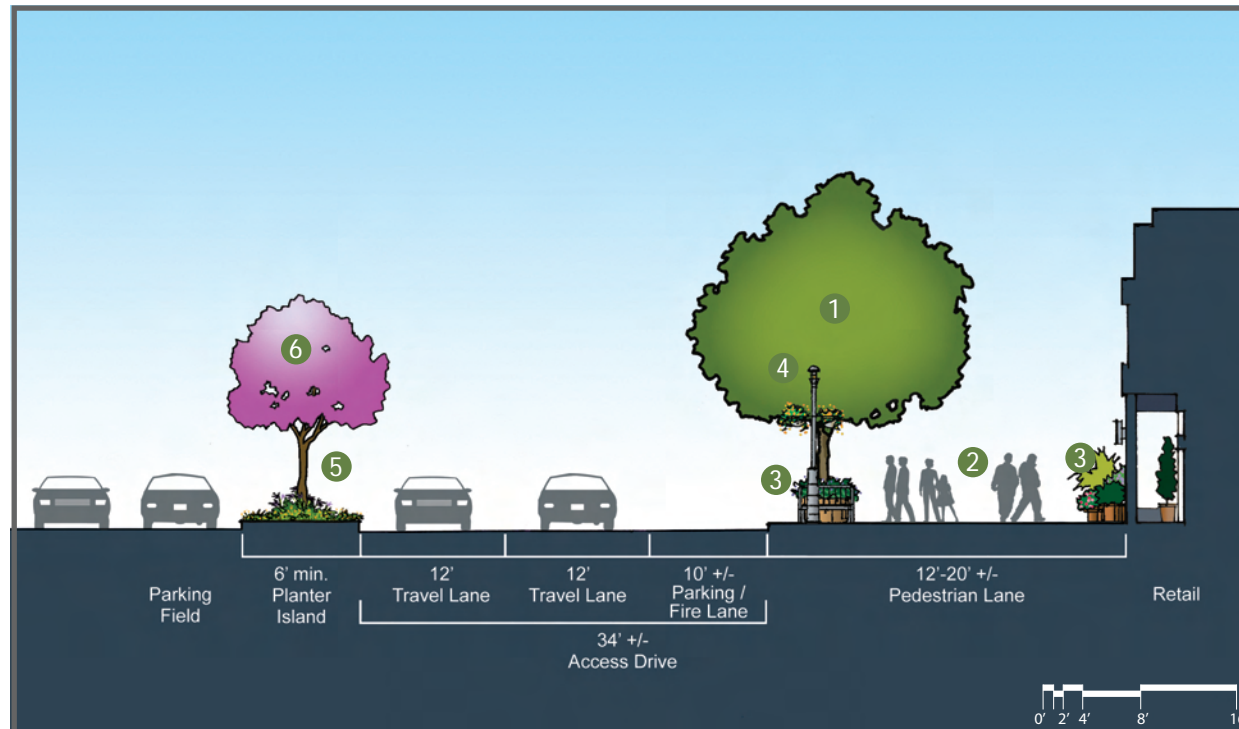 1
6
4
5
3
2
3
Parking
Field
6' min.
Planter
Island
12'
Travel Lane
12'
Travel Lane
10' +/-
Parking /
Fire Lane
12'-20' +/-
Pedestrian Lane
Retail
34' +/-
Access Drive
0' 2' 4' 8'